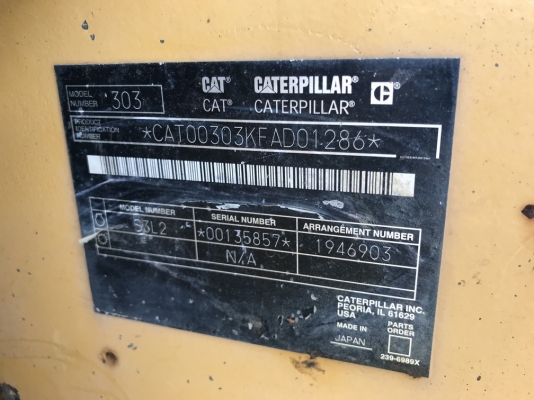 MODEL NUMBER 303
CAT® CATERPILLAR® C
CAT® CATERPILLAR®
PRODUCT IDENTIFICATION NUMBER *CAT00303KFAD01286*
MODEL NUMBER SERIAL NUMBER ARRANGEMENT NUMBER
S3L2 *00135857* 1946903
N/A
CATERPILLAR INC.
PEORIA, IL 61629
USA
MADE IN JAPAN
PARTS ORDER
239-6989X